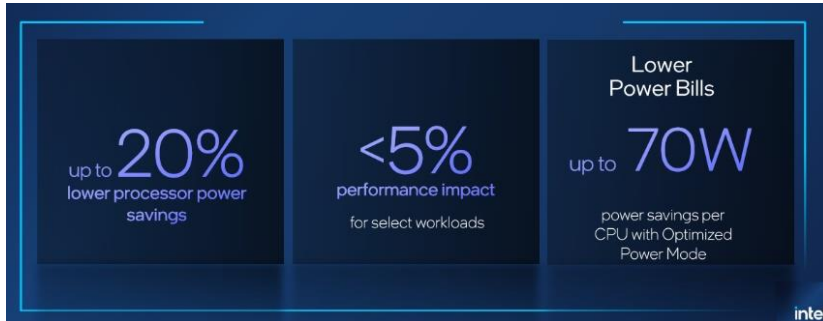 up to 20%
lower processor power
savings
<5%
performance impact
for select workloads
Lower
Power Bills
up to 70W
power savings per
CPU with Optimized
Power Mode
inte